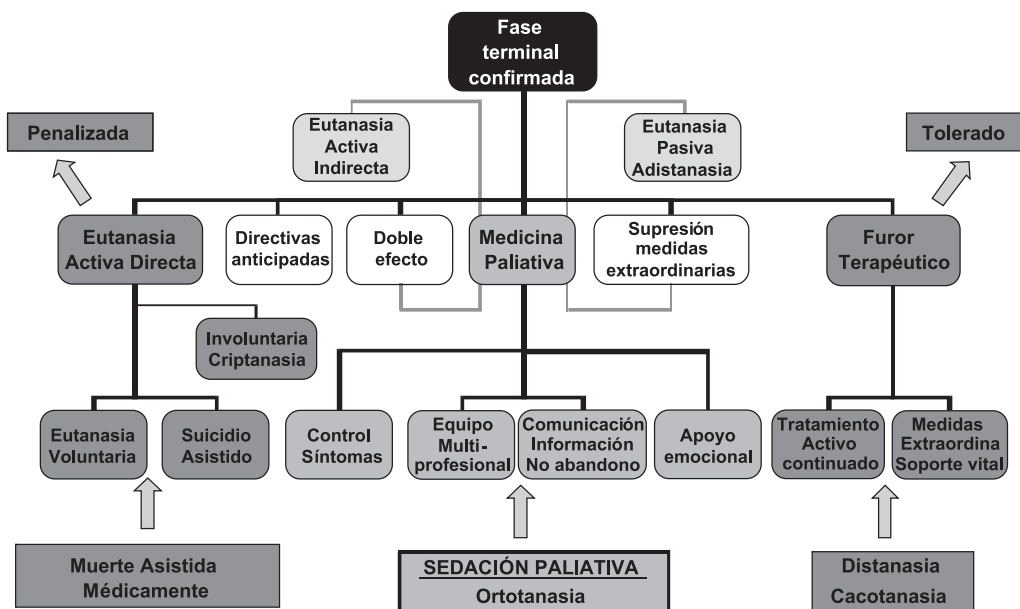 Fase
terminal
confirmada
Penalizada
Eutanasia
Activa
Indirecta
Eutanasia
Pasiva
Adistanasia
Tolerado
Eutanasia
Activa Directa
Directivas
anticipadas
Doble
efecto
Medicina
Paliativa
Supresión
medidas
extraordinarias
Furor
Terapéutico
Involuntaria
Criptanasia
Eutanasia
Voluntaria
Suicidio
Asistido
Control
Síntomas
Equipo
Multi-
profesional
Comunicación
Información
No abandono
Apoyo
emocional
Tratamiento
Activo
continuado
Medidas
Extraordina
Soporte vital
Muerte Asistida
Médicamente
SEDACIÓN PALIATIVA
Ortotanasia
Distanasia
Cacotanasia